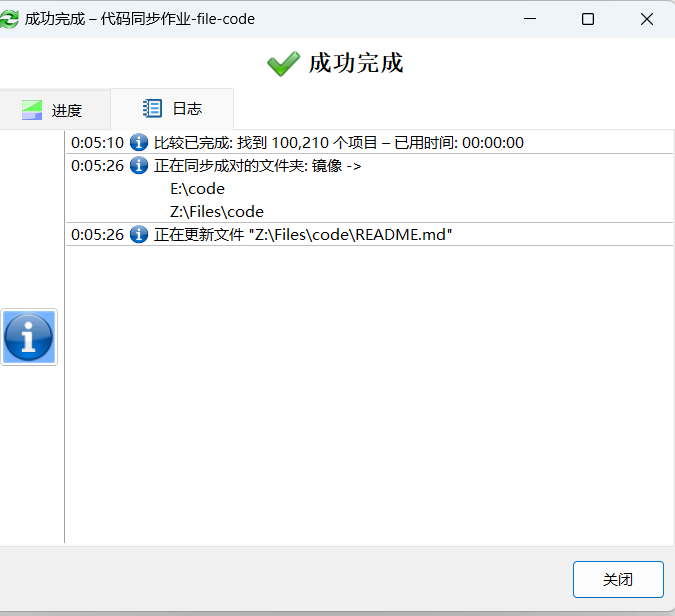 成功完成 – 代码同步作业-file-code
成功完成
进度
日志
0:05:10 比较已完成: 找到 100,210 个项目 – 已用时间: 00:00:00
0:05:26 正在同步成对的文件夹: 镜像 ->
E:\code
Z:\Files\code
0:05:26 正在更新文件 "Z:\Files\code\README.md"
关闭